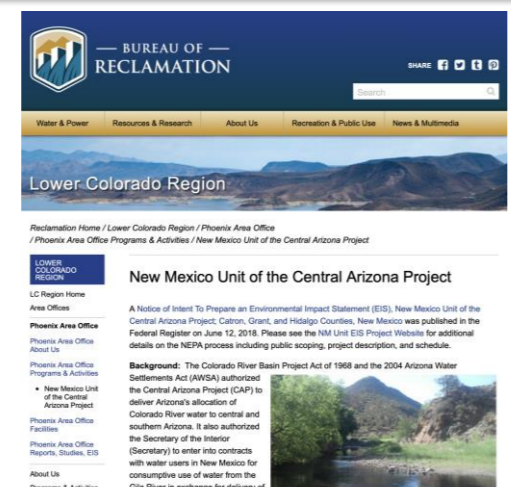 BUREAU OF
RECLAMATION
SHARE
Search
Water & Power Resources & Research About Us Recreation & Public Use News & Multimedia
Lower Colorado Region
Reclamation Home / Lower Colorado Region / Phoenix Area Office
/ Phoenix Area Office Programs & Activities / New Mexico Unit of the Central Arizona Project
LOWER
COLORADO
REGION
LC Region Home
Area Offices
Phoenix Area Office
Phoenix Area Office
About Us
Phoenix Area Office
Programs & Activities
• New Mexico Unit
of the Central
Arizona Project
Phoenix Area Office
Facilities
Phoenix Area Office
Reports, Studies, EIS
About Us
New Mexico Unit of the Central Arizona Project
A Notice of Intent To Prepare an Environmental Impact Statement (EIS), New Mexico Unit of the
Central Arizona Project; Catron, Grant, and Hidalgo Counties, New Mexico was published in the
Federal Register on June 12, 2018. Please see the NM Unit EIS Project Website for additional
details on the NEPA process including public scoping, project description, and schedule.
Background: The Colorado River Basin Project Act of 1968 and the 2004 Arizona Water
Settlements Act (AWSA) authorized
the Central Arizona Project (CAP) to
deliver Arizona's allocation of
Colorado River water to central and
southern Arizona. It also authorized
the Secretary of the Interior
(Secretary) to enter into contracts
with water users in New Mexico for
consumptive use of water from the